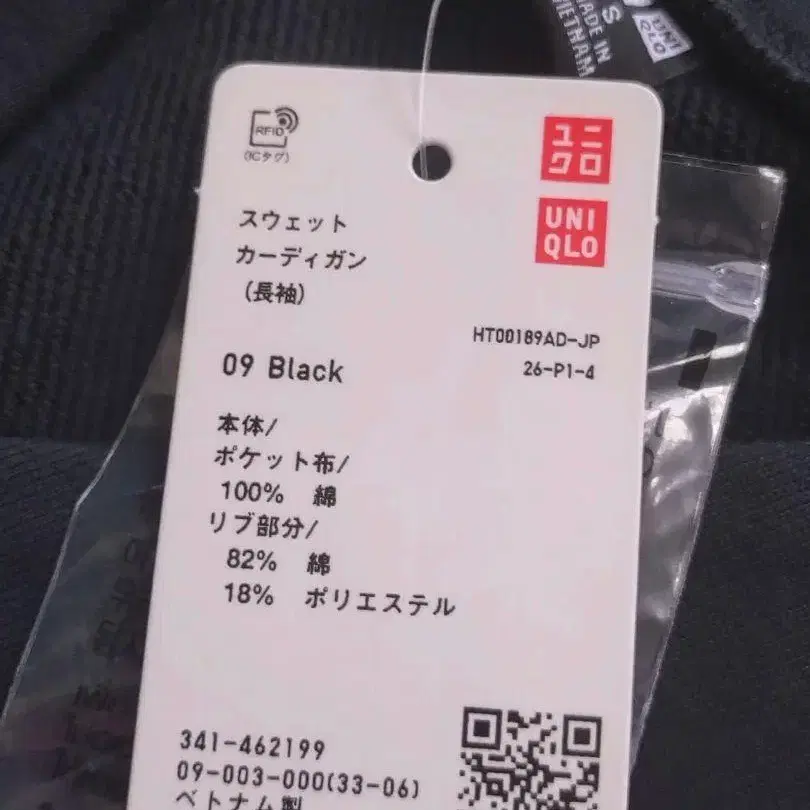 S
MADE IN
VIETNAM
UNI
QLO
RFID
(ICタグ)
ユニ
クロ
UNI
QLO
スウェット
カーディガン
(長袖)
HT00189AD-JP
26-P1-4
09 Black
本体/
ポケット布/
100% 綿
リブ部分/
82% 綿
18% ポリエステル
341-462199
09-003-000(33-06)
ベトナム製